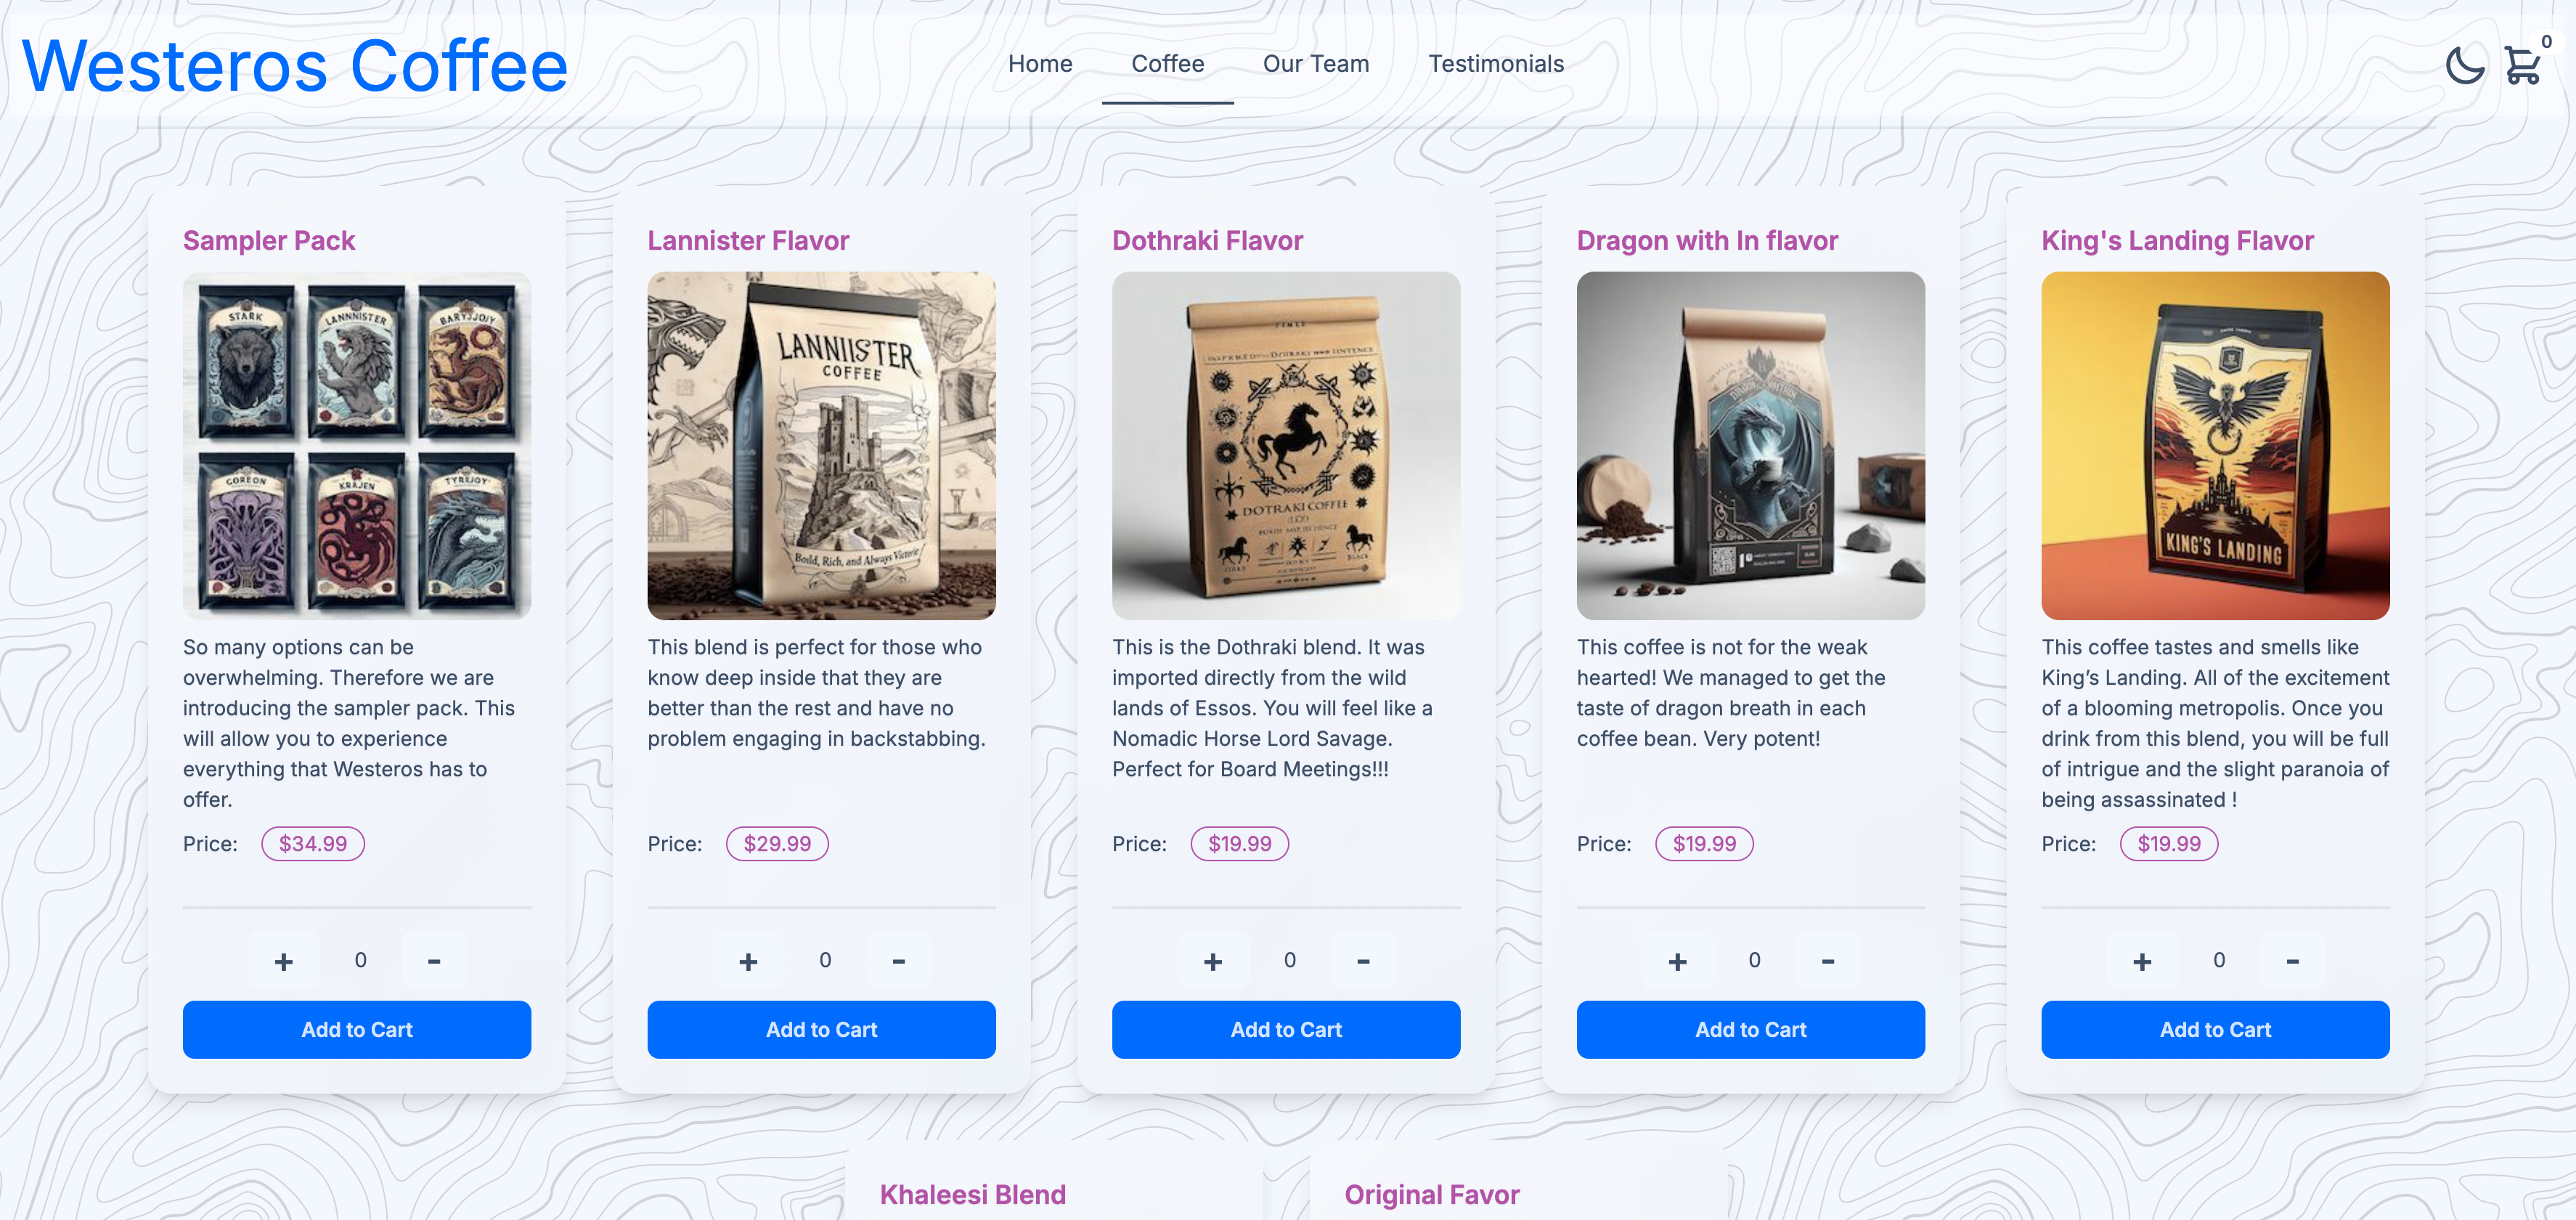 Westeros Coffee
Home
Coffee
Our Team
Testimonials
0
Sampler Pack
STARK
LANNNISTER
BARYJJOJY
GOREON
KRAJEN
TYREJOY
So many options can be
overwhelming. Therefore we are
introducing the sampler pack. This
will allow you to experience
everything that Westeros has to
offer.
Price: $34.99
+ 0 -
Add to Cart
Lannister Flavor
LANNIISTER
COFFEE
Boild, Rich, and Always Victorie
This blend is perfect for those who
know deep inside that they are
better than the rest and have no
problem engaging in backstabbing.
Price: $29.99
+ 0 -
Add to Cart
Dothraki Flavor
DOTRAKI COFFEE
This is the Dothraki blend. It was
imported directly from the wild
lands of Essos. You will feel like a
Nomadic Horse Lord Savage.
Perfect for Board Meetings!!!
Price: $19.99
+ 0 -
Add to Cart
Dragon with In flavor
This coffee is not for the weak
hearted! We managed to get the
taste of dragon breath in each
coffee bean. Very potent!
Price: $19.99
+ 0 -
Add to Cart
King's Landing Flavor
KING'S LANDING
This coffee tastes and smells like
King’s Landing. All of the excitement
of a blooming metropolis. Once you
drink from this blend, you will be full
of intrigue and the slight paranoia of
being assassinated !
Price: $19.99
+ 0 -
Add to Cart
Khaleesi Blend
Original Favor